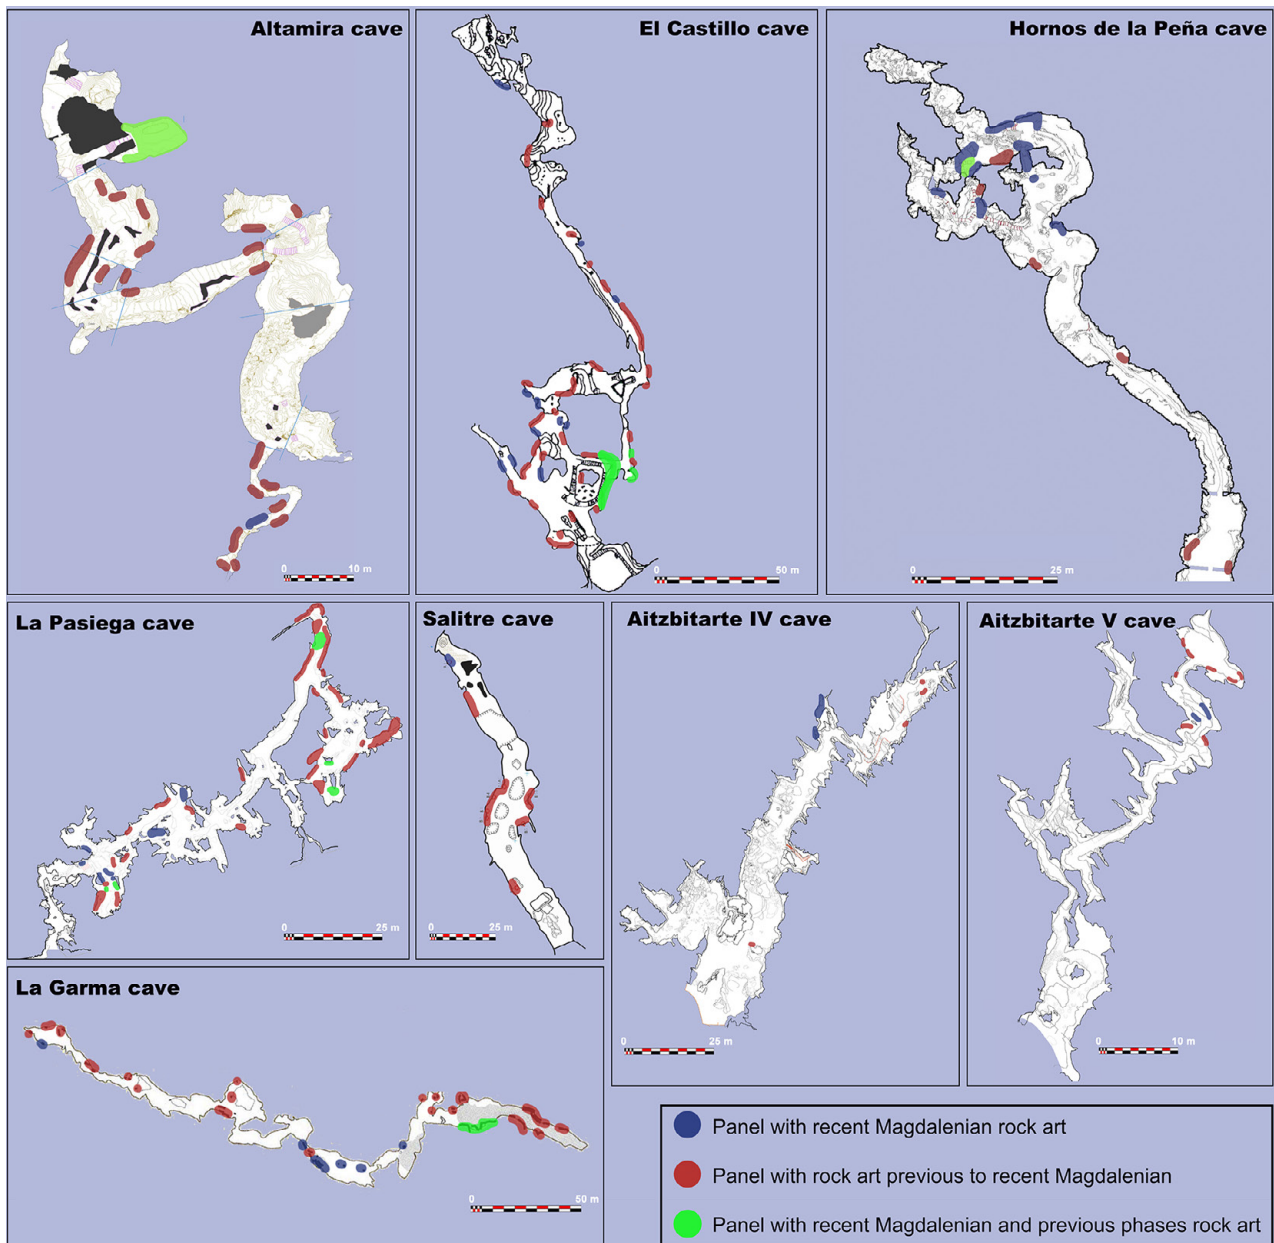 Altamira cave
0
10 m
El Castillo cave
0
50 m
Hornos de la Peña cave
0
25 m
La Pasiega cave
0
25 m
Salitre cave
0
25 m
Aitzbitarte IV cave
0
25 m
Aitzbitarte V cave
0
10 m
La Garma cave
0
50 m
Panel with recent Magdalenian rock art
Panel with rock art previous to recent Magdalenian
Panel with recent Magdalenian and previous phases rock art